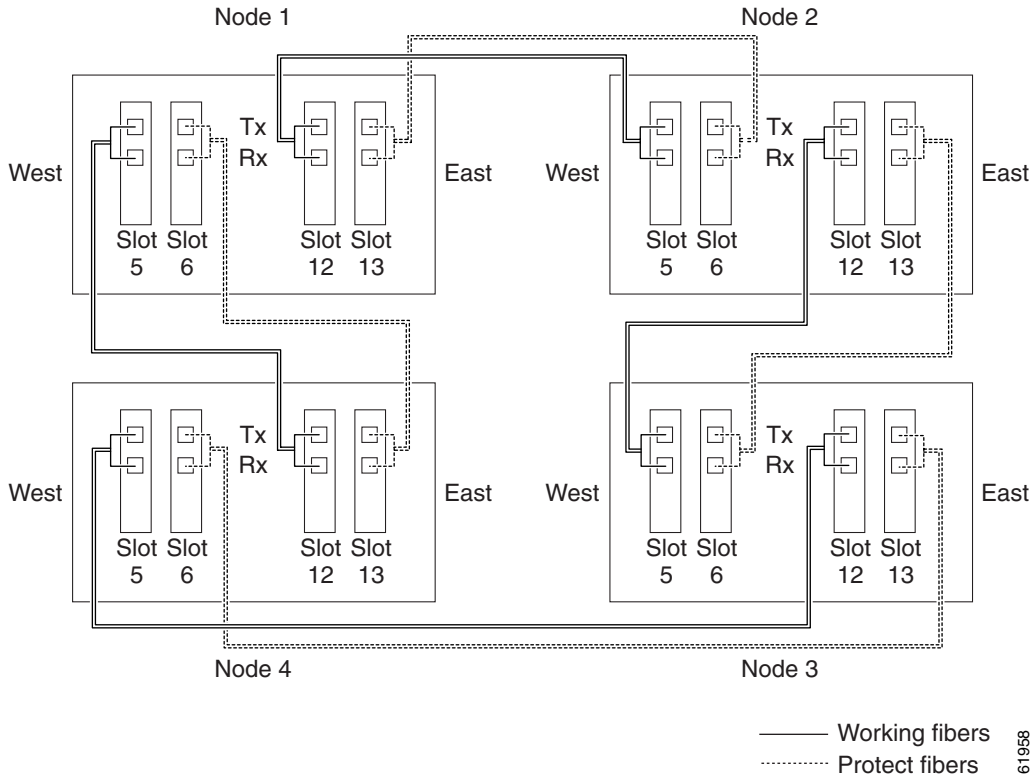 Node 1
Node 2
Tx
Rx
West
East
Slot 5
Slot 6
Slot 12
Slot 13
Tx
Rx
West
East
Slot 5
Slot 6
Slot 12
Slot 13
Tx
Rx
West
East
Slot 5
Slot 6
Slot 12
Slot 13
Tx
Rx
West
East
Slot 5
Slot 6
Slot 12
Slot 13
Node 4
Node 3
Working fibers
Protect fibers
61958